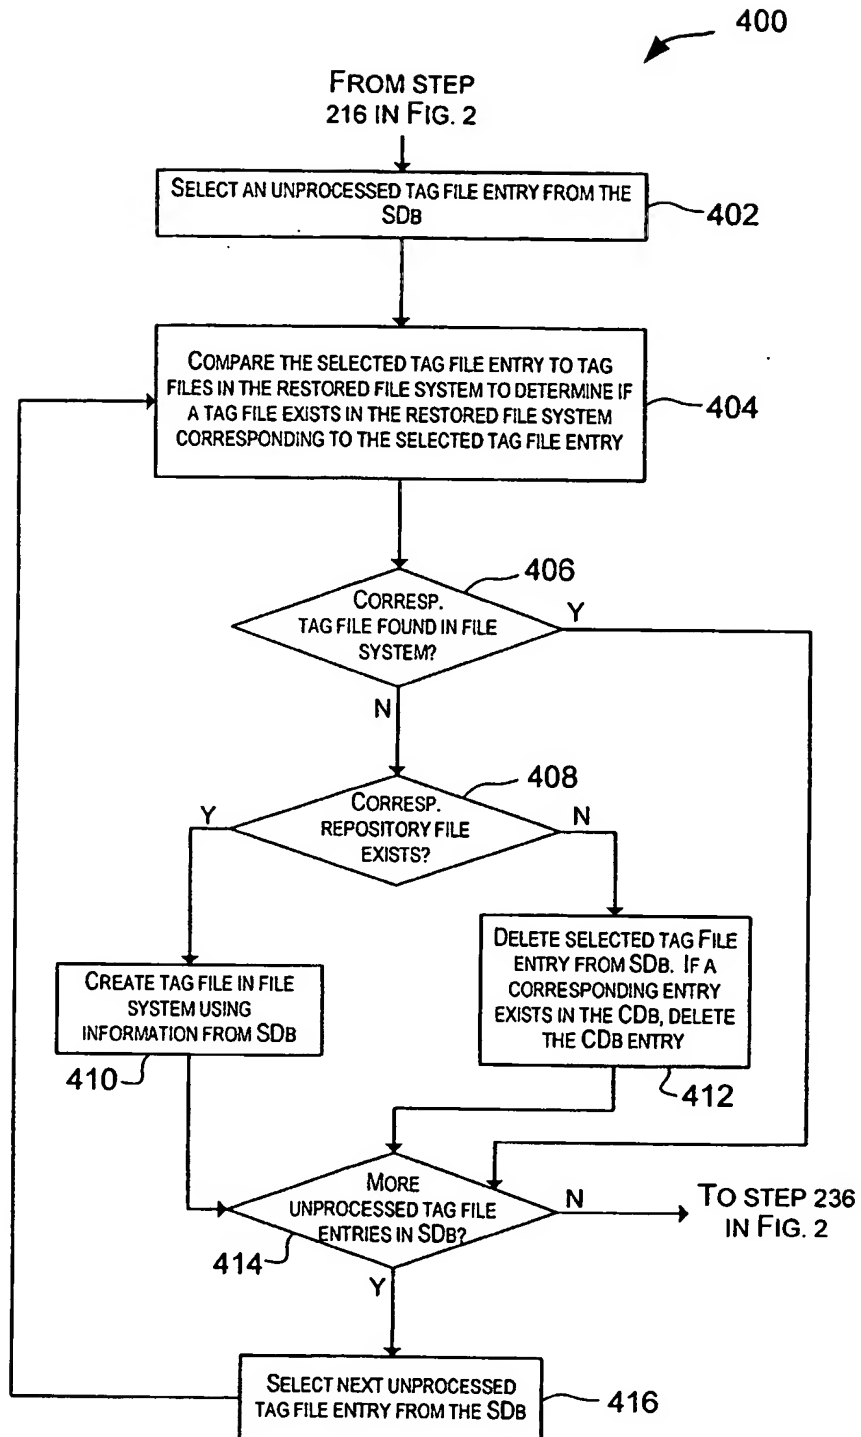 400
FROM STEP
216 IN FIG. 2
SELECT AN UNPROCESSED TAG FILE ENTRY FROM THE
SDB
402
COMPARE THE SELECTED TAG FILE ENTRY TO TAG
FILES IN THE RESTORED FILE SYSTEM TO DETERMINE IF
A TAG FILE EXISTS IN THE RESTORED FILE SYSTEM
CORRESPONDING TO THE SELECTED TAG FILE ENTRY
404
406
CORRESP.
TAG FILE FOUND IN FILE
SYSTEM?
Y
N
408
CORRESP.
REPOSITORY FILE
EXISTS?
Y
N
CREATE TAG FILE IN FILE
SYSTEM USING
INFORMATION FROM SDB
410
DELETE SELECTED TAG FILE
ENTRY FROM SDB. IF A
CORRESPONDING ENTRY
EXISTS IN THE CDB, DELETE
THE CDB ENTRY
412
MORE
UNPROCESSED TAG FILE
ENTRIES IN SDB?
414
N
TO STEP 236
IN FIG. 2
Y
SELECT NEXT UNPROCESSED
TAG FILE ENTRY FROM THE SDB
416